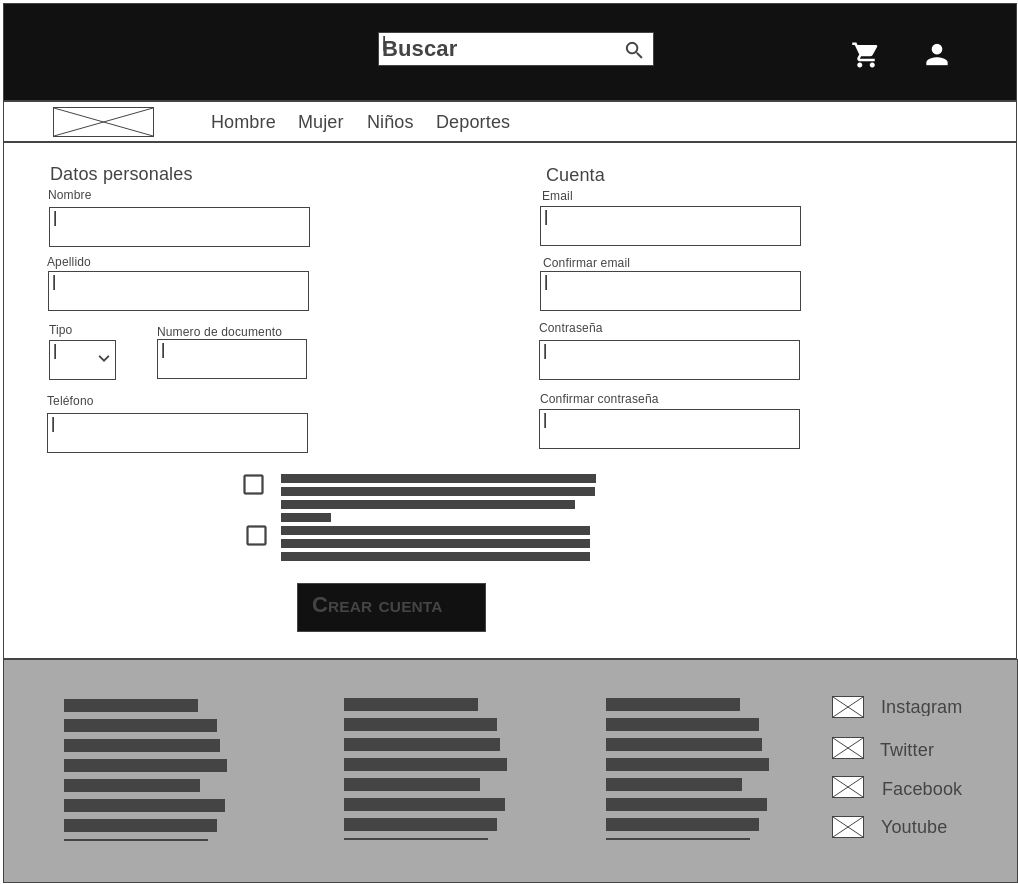 Buscar
Hombre Mujer Niños Deportes
Datos personales
Nombre
Apellido
Tipo
Numero de documento
Teléfono
Cuenta
Email
Confirmar email
Contraseña
Confirmar contraseña
Crear cuenta
Instagram
Twitter
Facebook
Youtube